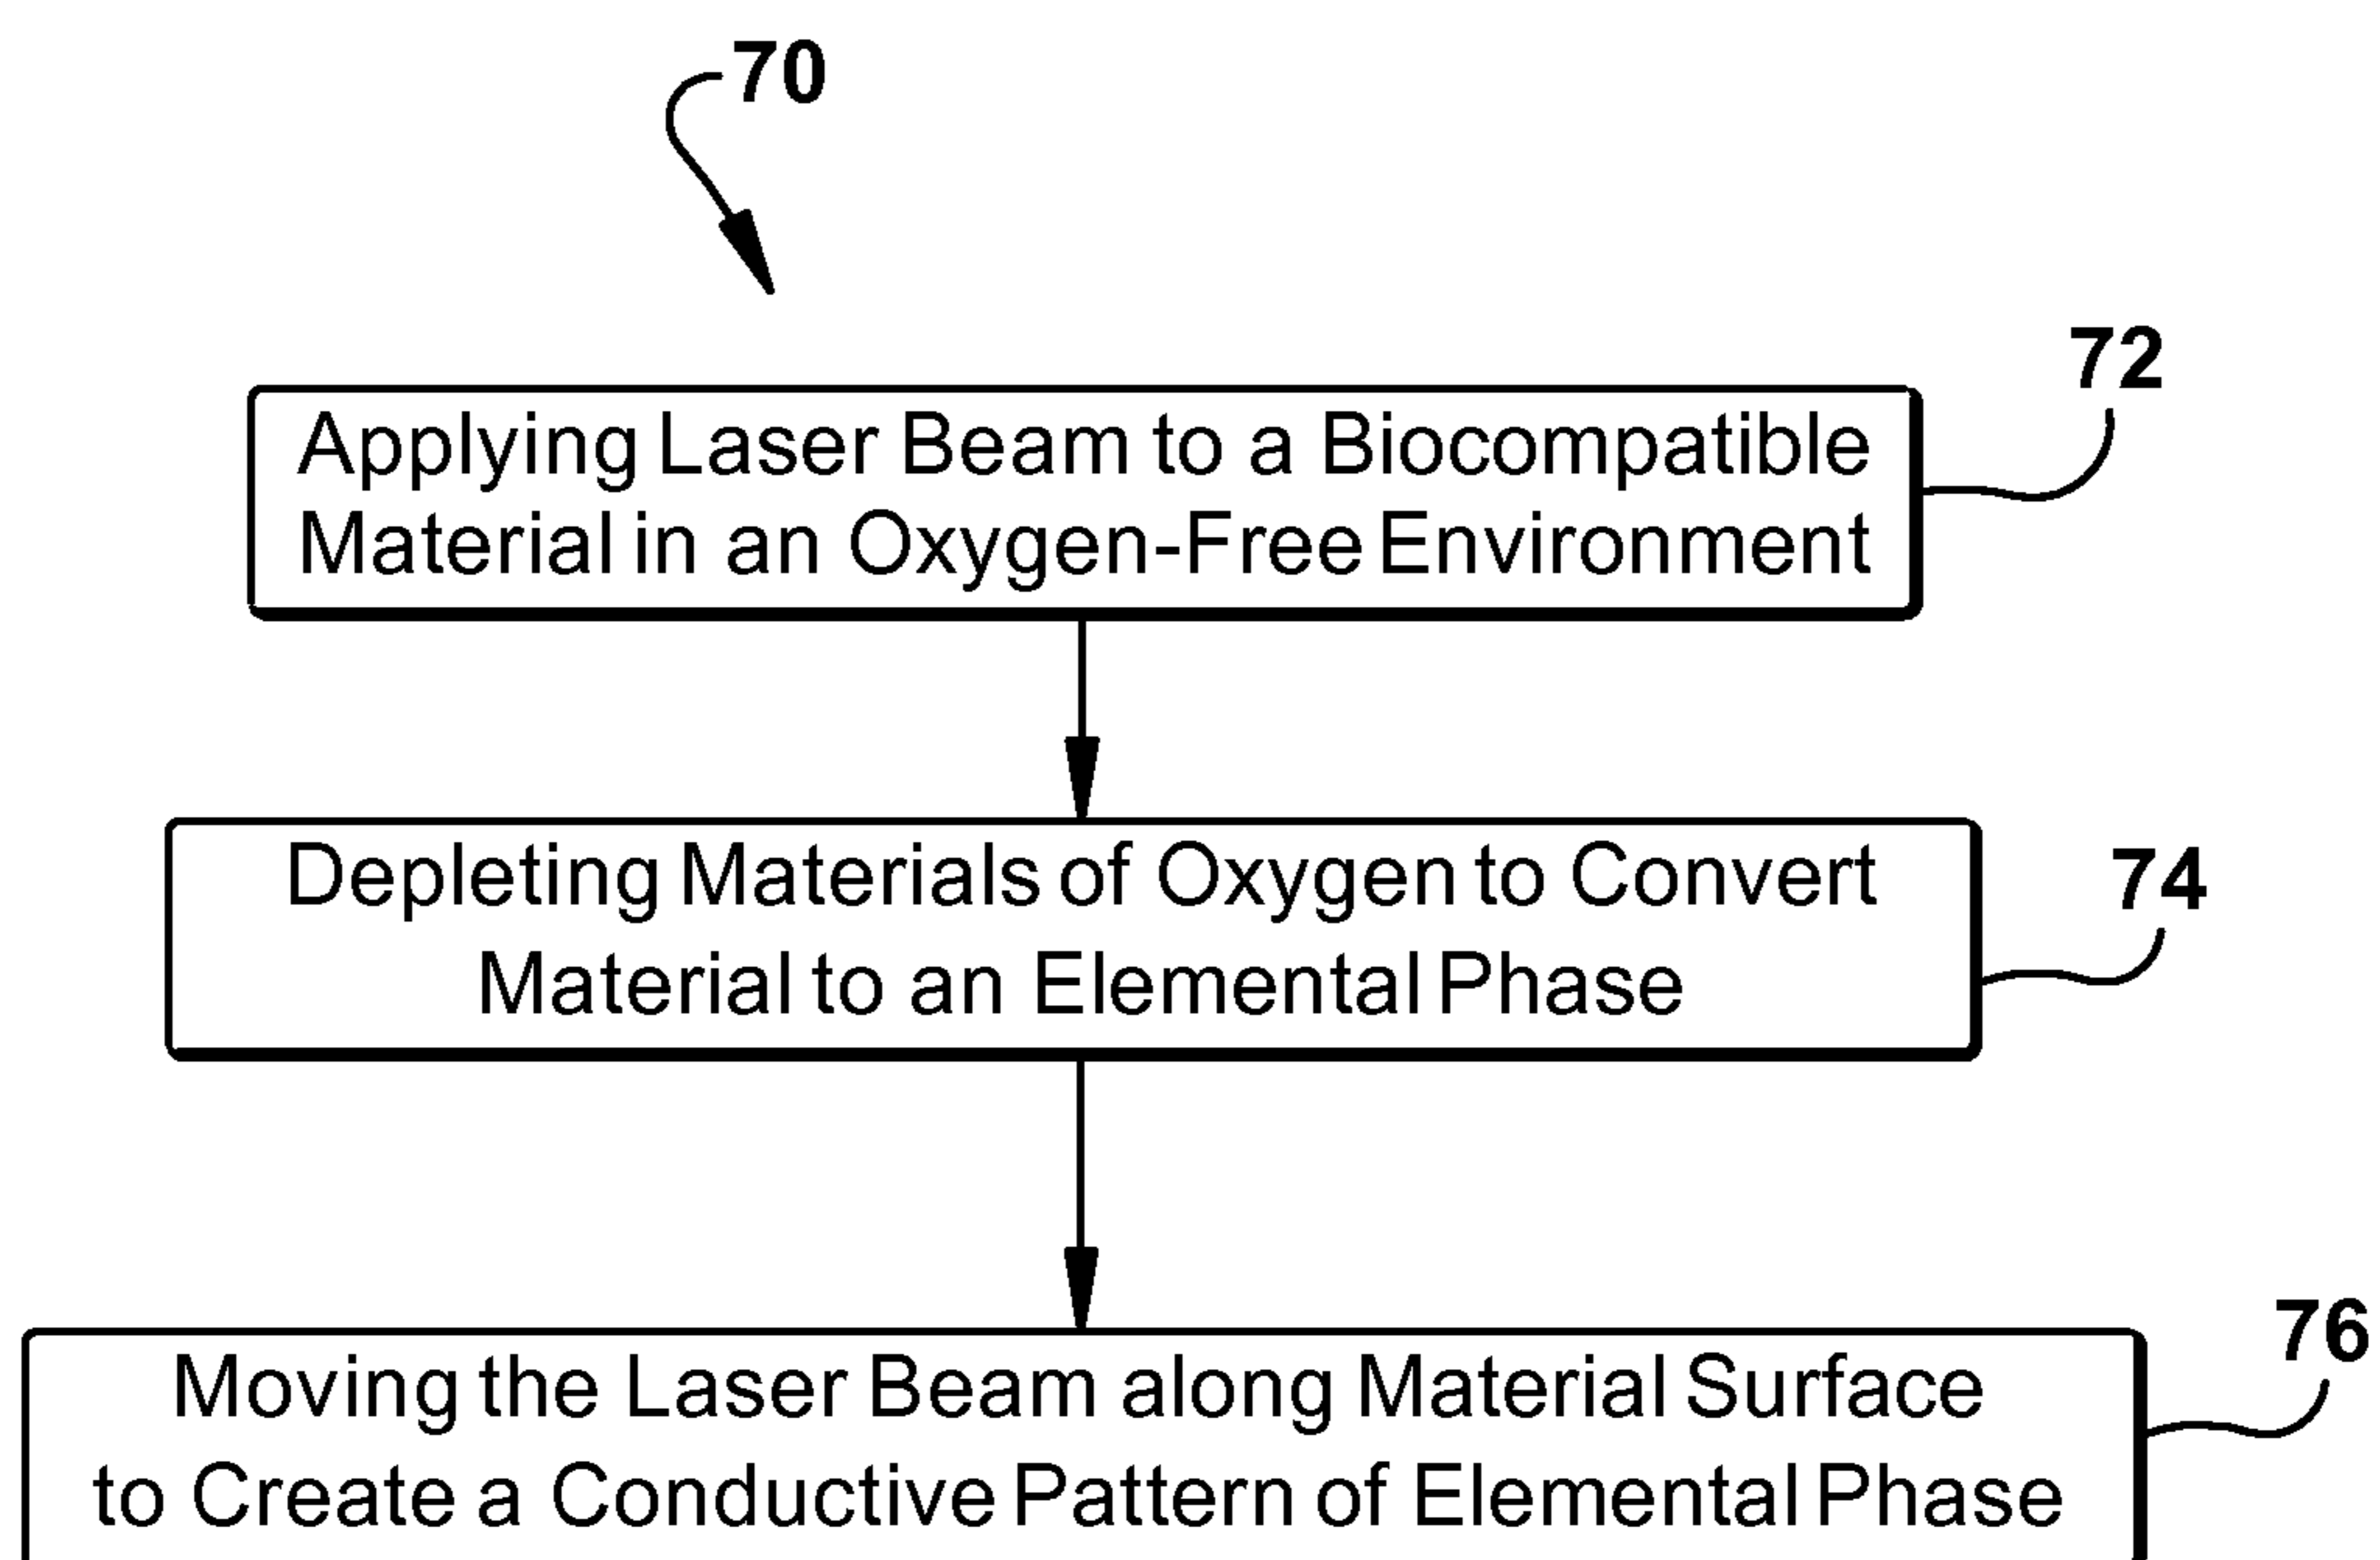 70
72
Applying Laser Beam to a Biocompatible
Material in an Oxygen-Free Environment
74
Depleting Materials of Oxygen to Convert
Material to an Elemental Phase
76
Moving the Laser Beam along Material Surface
to Create a Conductive Pattern of Elemental Phase